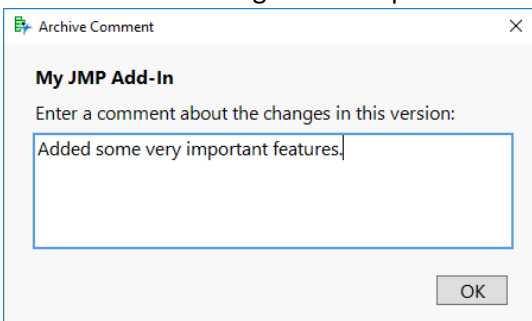 Archive Comment
My JMP Add-In
Enter a comment about the changes in this version:
Added some very important features.
OK